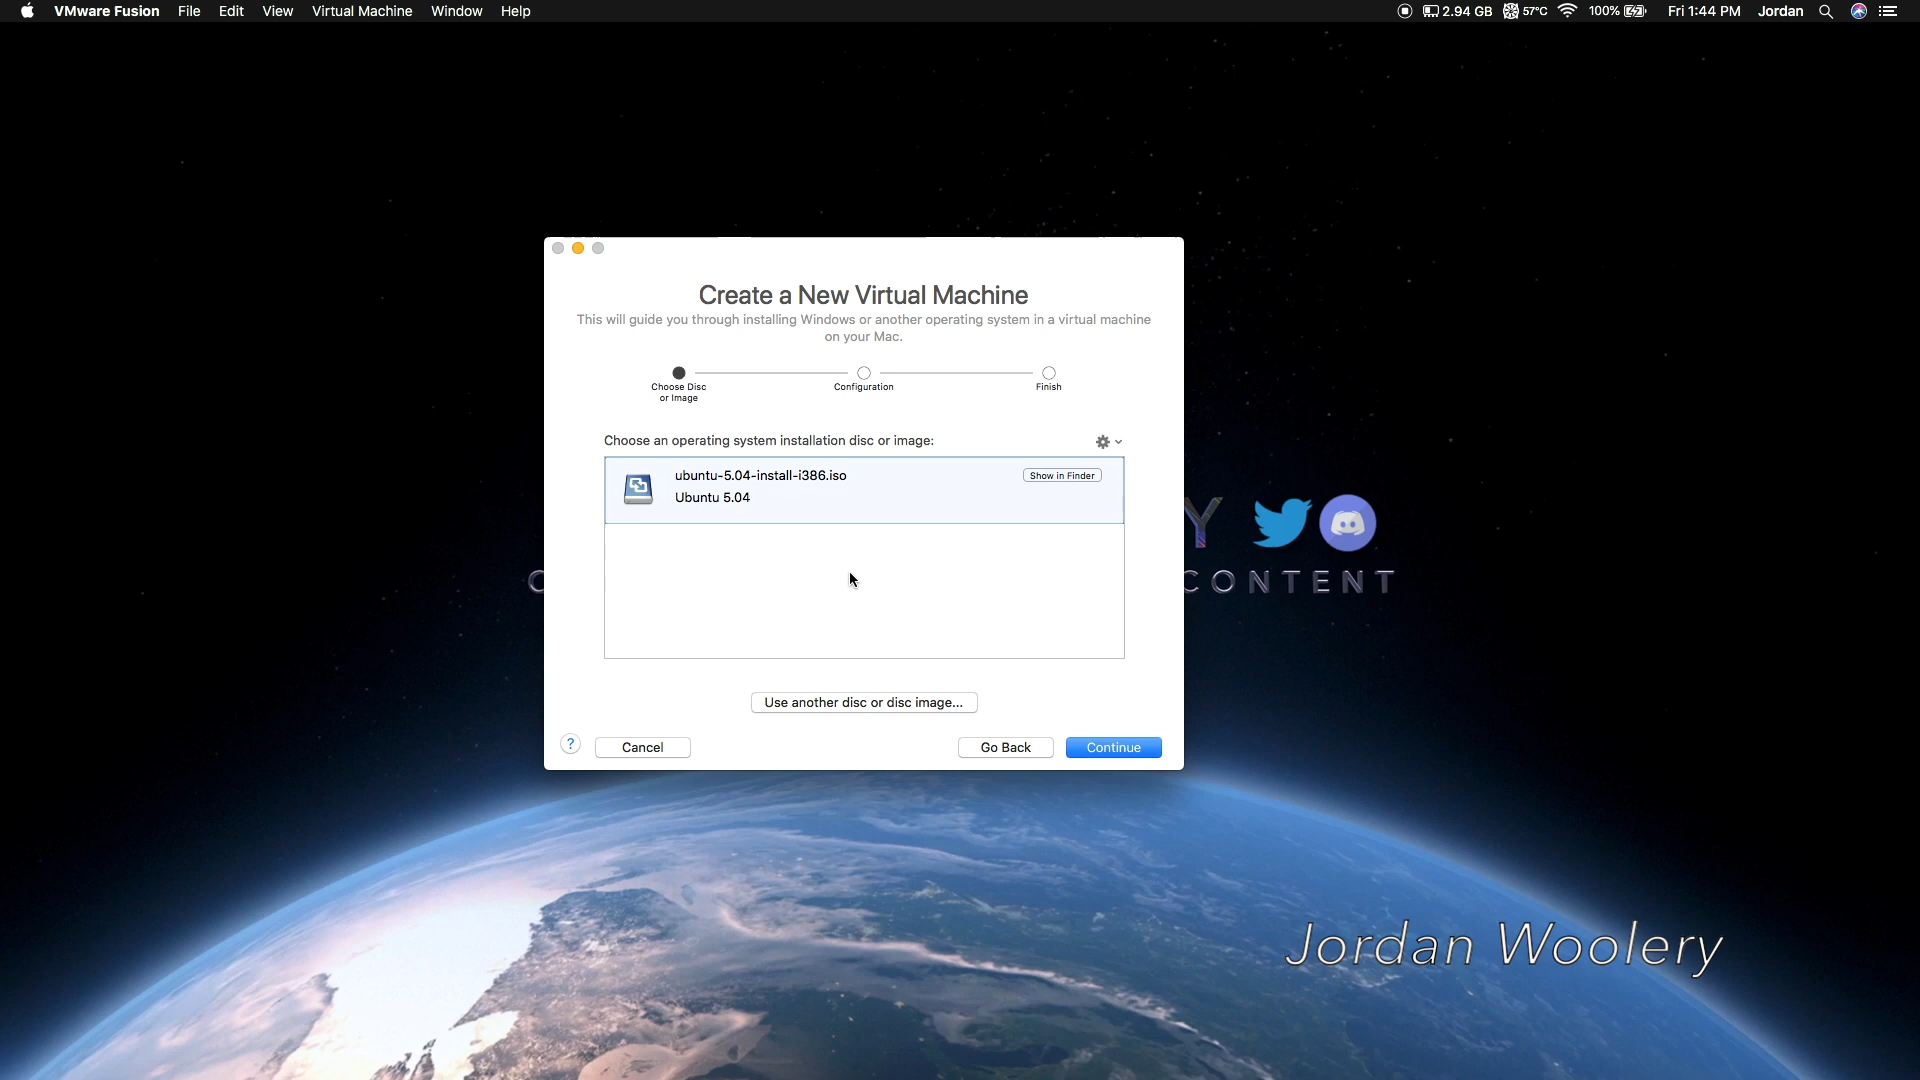 VMware Fusion File Edit View Virtual Machine Window Help 2.94 GB 57°C 100% Fri 1:44 PM Jordan
Create a New Virtual Machine
This will guide you through installing Windows or another operating system in a virtual machine
on your Mac.
Choose Disc
or Image
Configuration
Finish
Choose an operating system installation disc or image:
ubuntu-5.04-install-i386.iso
Show in Finder
Ubuntu 5.04
Y
CONTENT
Use another disc or disc image...
? Cancel Go Back Continue
Jordan Woolery